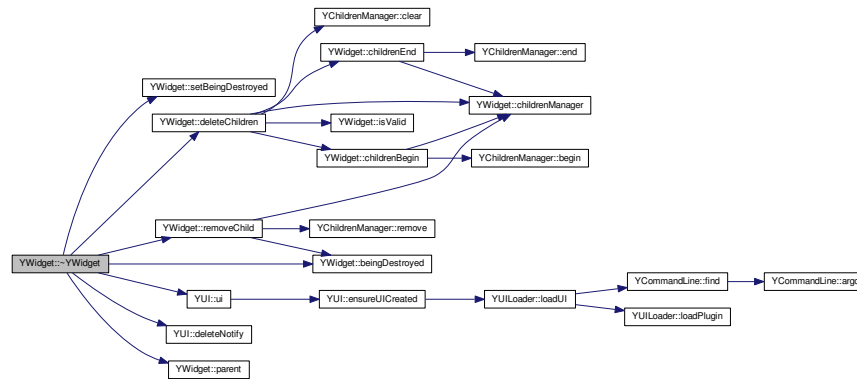 YChildrenManager::clear
YWidget::childrenEnd
YChildrenManager::end
YWidget::setBeingDestroyed
YWidget::childrenManager
YWidget::deleteChildren
YWidget::isValid
YWidget::childrenBegin
YChildrenManager::begin
YWidget::removeChild
YChildrenManager::remove
YWidget::~YWidget
YWidget::beingDestroyed
YCommandLine::find
YCommandLine::argc
YUI::ui
YUI::ensureUICreated
YUILoader::loadUI
YUILoader::loadPlugin
YUI::deleteNotify
YWidget::parent